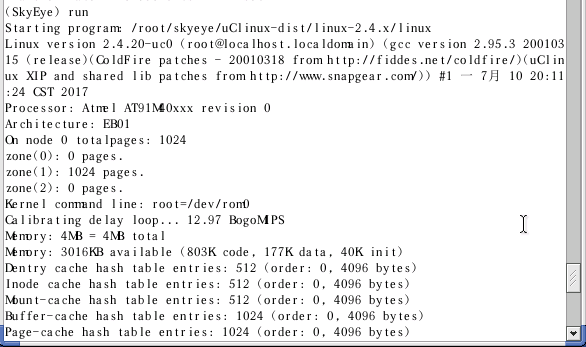 (SkyEye) run
Starting program: /root/skyeye/uClinux-dist/linux-2.4.x/linux
Linux version 2.4.20-uc0 (root@localhost.localdomain) (gcc version 2.95.3 200103
15 (release)(ColdFire patches - 20010318 from http://fiddes.net/coldfire/)(uClin
ux XIP and shared lib patches from http://www.snapgear.com/)) #1 一 7月 10 20:11
:24 CST 2017
Processor: Atmel AT91M40xxx revision 0
Architecture: EB01
On node 0 totalpages: 1024
zone(0): 0 pages.
zone(1): 1024 pages.
zone(2): 0 pages.
Kernel command line: root=/dev/rom0
Calibrating delay loop... 12.97 BogoMIPS
Memory: 4MB = 4MB total
Memory: 3016KB available (803K code, 177K data, 40K init)
Dentry cache hash table entries: 512 (order: 0, 4096 bytes)
Inode cache hash table entries: 512 (order: 0, 4096 bytes)
Mount-cache hash table entries: 512 (order: 0, 4096 bytes)
Buffer-cache hash table entries: 1024 (order: 0, 4096 bytes)
Page-cache hash table entries: 1024 (order: 0, 4096 bytes)